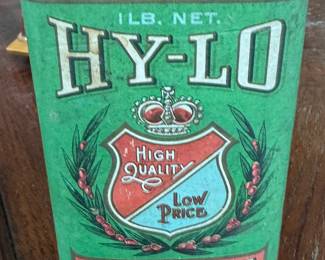 1LB. NET.
HY-LO
HIGH
QUALITY
LOW
PRICE